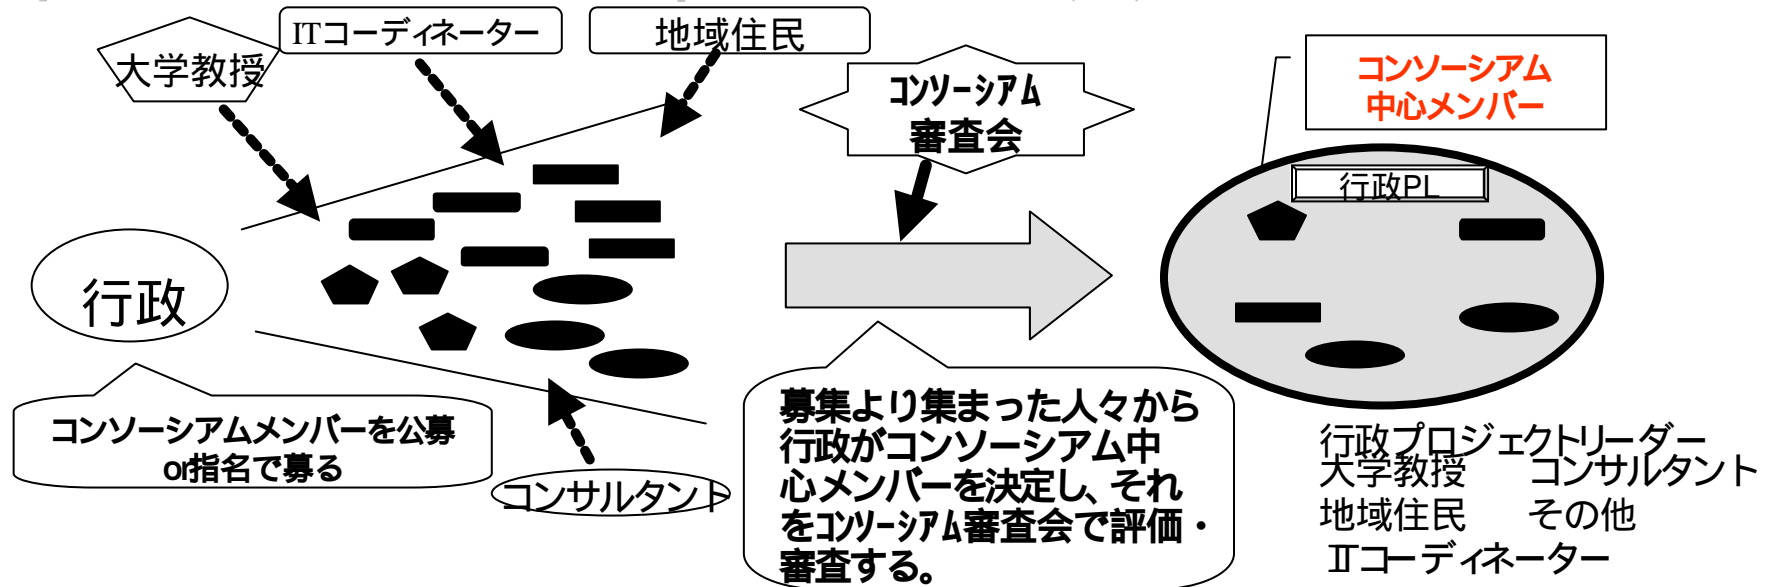 大学教授
ITコーディネーター
地域住民
コンソーシアム
審査会
コンソーシアム
中心メンバー
行政PL
行政
コンソーシアムメンバーを公募
or指名で募る
コンサルタント
募集より集まった人々から
行政がコンソーシアム中
心メンバーを決定し、それ
をコンソーシアム審査会で評価・
審査する。
行政プロジェクトリーダー
大学教授　コンサルタント
地域住民　その他
ITコーディネーター